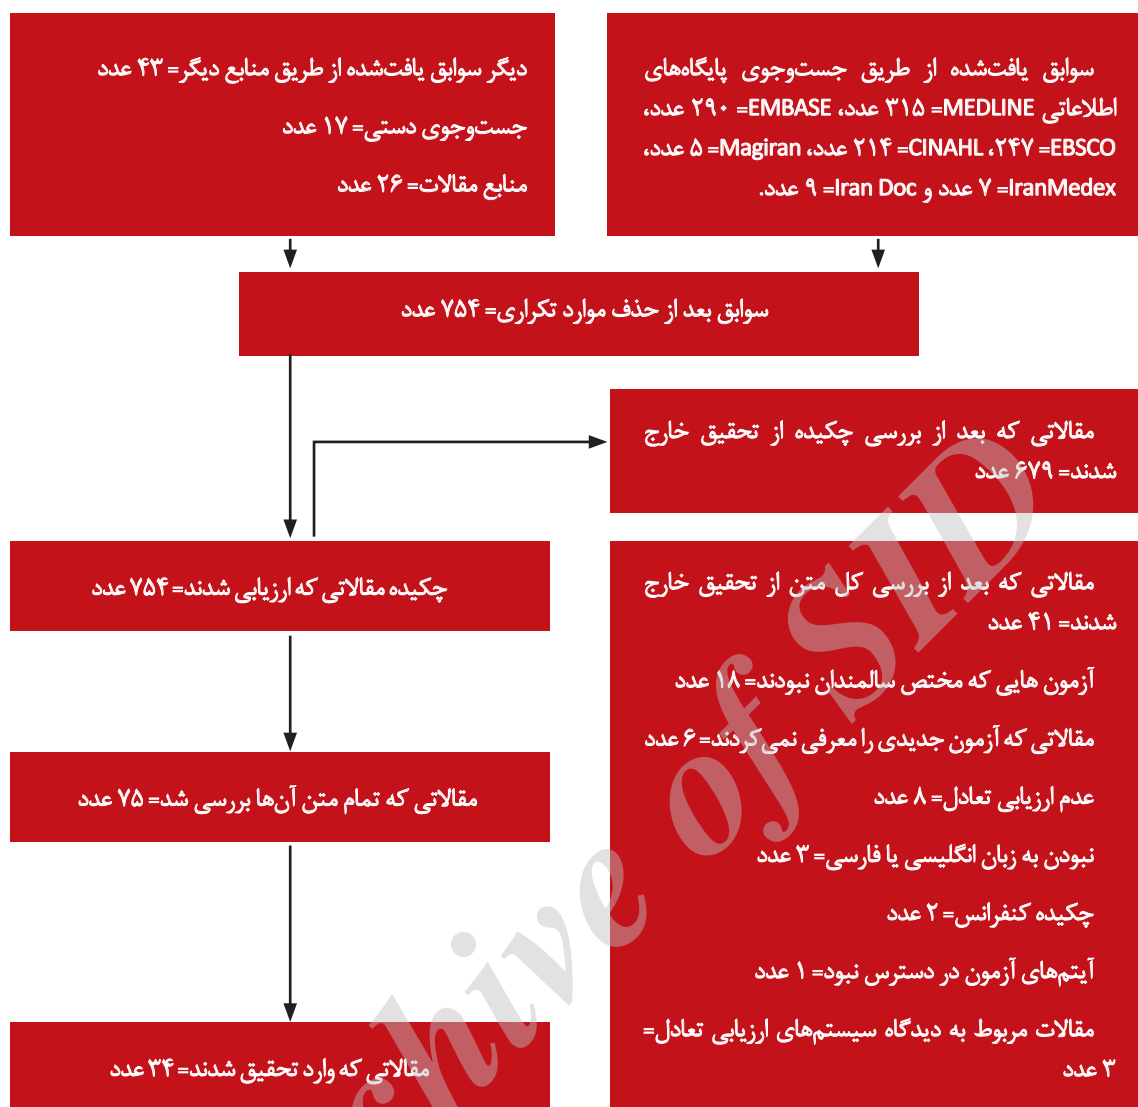 سوابق یافت‌شده از طریق جست‌وجوی پایگاه‌های
اطلاعاتی MEDLINE= ۳۱۵ عدد، EMBASE= ۲۹۰ عدد،
EBSCO= ۲۴۷، CINAHL= ۲۱۴ عدد، Magiran= ۵ عدد،
IranMedex= ۷ عدد و Iran Doc= ۹ عدد.
دیگر سوابق یافت‌شده از طریق منابع دیگر= ۴۳ عدد
جست‌وجوی دستی= ۱۷ عدد
منابع مقالات= ۲۶ عدد
سوابق بعد از حذف موارد تکراری= ۷۵۴ عدد
مقالاتی که بعد از بررسی چکیده از تحقیق خارج
شدند= ۶۷۹ عدد
چکیده مقالاتی که ارزیابی شدند= ۷۵۴ عدد
مقالاتی که بعد از بررسی کل متن از تحقیق خارج
شدند= ۴۱ عدد
آزمون هایی که مختص سالمندان نبودند= ۱۸ عدد
مقالاتی که آزمون جدیدی را معرفی نمی‌کردند= ۶ عدد
عدم ارزیابی تعادل= ۸ عدد
نبودن به زبان انگلیسی یا فارسی= ۳ عدد
چکیده کنفرانس= ۲ عدد
آیتم‌های آزمون در دسترس نبود= ۱ عدد
مقالات مربوط به دیدگاه سیستم‌های ارزیابی تعادل=
۳ عدد
مقالاتی که تمام متن آن‌ها بررسی شد= ۷۵ عدد
مقالاتی که وارد تحقیق شدند= ۳۴ عدد
chive of SID